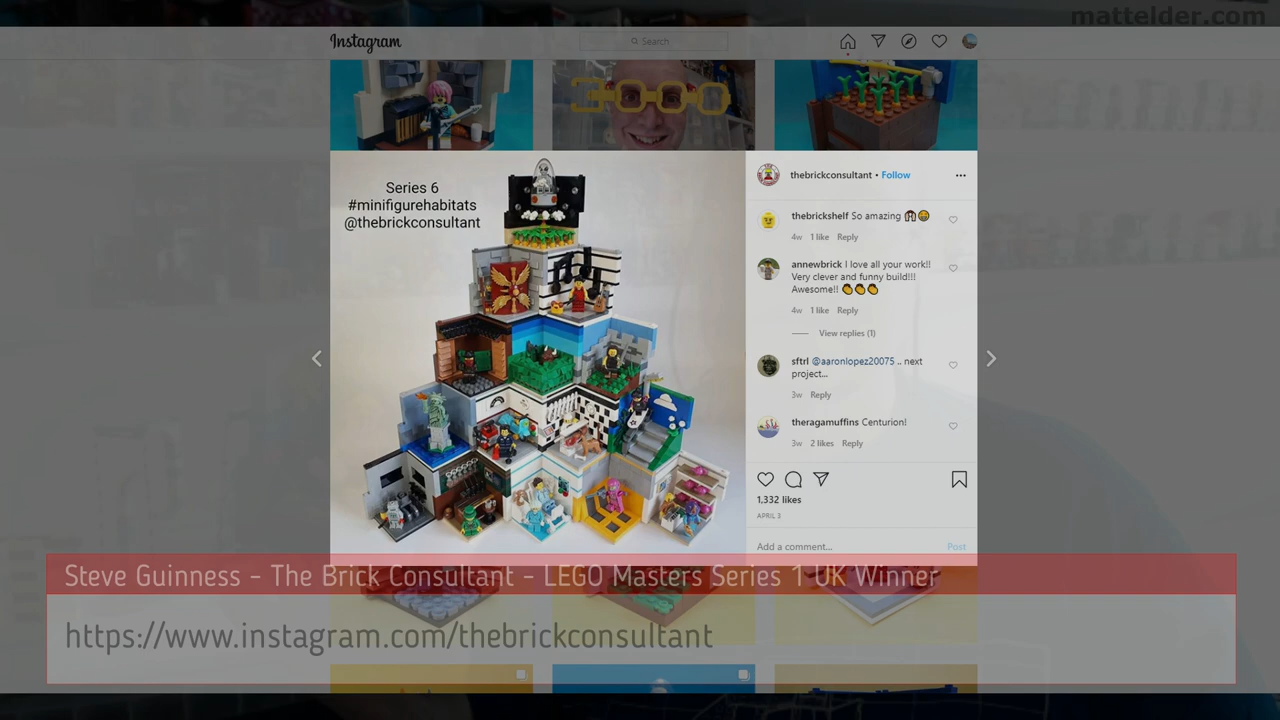 mattelder.com
Instagram
Search
Series 6
#minifigurehabitats
@thebrickconsultant
thebrickconsultant • Follow
thebrickshelf So amazing
4w 1 like Reply
annewbrick I love all your work!!
Very clever and funny build!!!
Awesome!!
4w 1 like Reply
View replies (1)
sftrl @aaronlopez20075 .. next
project...
3w Reply
theragamuffins Centurion!
3w 2 likes Reply
1,332 likes
APRIL 3
Add a comment... Post
Steve Guinness - The Brick Consultant - LEGO Masters Series 1 UK Winner
https://www.instagram.com/thebrickconsultant